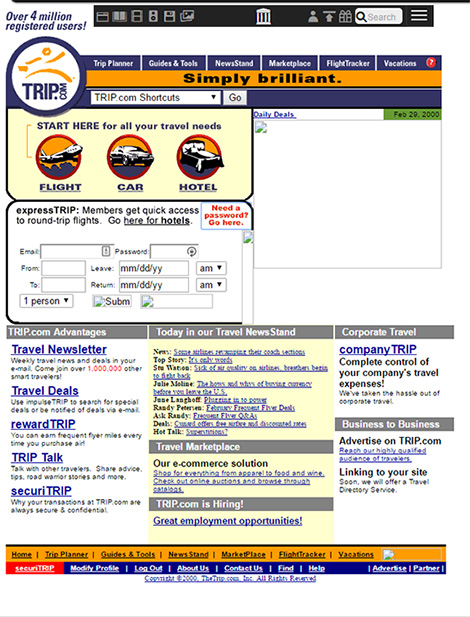 Over 4 million
registered users!
Search
TRIP.COM
Trip Planner Guides & Tools NewsStand Marketplace FlightTracker Vacations ?
Simply brilliant.
TRIP.com Shortcuts Go
Daily Deals Feb 29, 2000
START HERE for all your travel needs
FLIGHT CAR HOTEL
expressTRIP: Members get quick access
to round-trip flights. Go here for hotels.
Need a
password?
Go here.
Email: Password:
From: Leave: mm/dd/yy am
To: Return: mm/dd/yy am
1 person Subm
TRIP.com Advantages
Travel Newsletter
Weekly travel news and deals in your
e-mail. Come join over 1,000,000 other
smart travelers!
Travel Deals
Use impulseTRIP to search for special
deals or be notified of deals via e-mail.
rewardTRIP
You can earn frequent flyer miles every
time you purchase air!
TRIP Talk
Talk with other travelers. Share advice,
tips, road warrior stories and more.
securiTRIP
Why your transactions at TRIP.com are
always secure & confidential.
Today in our Travel NewsStand
News: Some airlines revamping their coach sections
Top Story: It's only words
Stu Watson: Sick of air quality on airlines, breathers begin
to fight back
Julie Moline: The hows and whys of buying currency
before you leave the U.S.
June Langhoff: Plugging in to power
Randy Petersen: February Frequent Flyer Deals
Ask Randy: Frequent Flyer Q&As
Deals: Cunard offers free airfare and discounted rates
Hot Talk: Superstitions?
Travel Marketplace
Our e-commerce solution
Shop for everything from apparel to food and wine.
Check out online auctions and browse through
catalogs.
TRIP.com is Hiring!
Great employment opportunities!
Corporate Travel
companyTRIP
Complete control of
your company's travel
expenses!
We've taken the hassle out of
corporate travel.
Business to Business
Advertise on TRIP.com
Reach our highly qualified
audience of travelers.
Linking to your site
Soon, we will offer a Travel
Directory Service.
Home | Trip Planner | Guides & Tools | NewsStand | MarketPlace | FlightTracker | Vacations
securiTRIP Modify Profile | Log Out | About Us | Contact Us | Find | Help | Advertise | Partner |
Copyright ©2000, TheTrip.com, Inc. All Rights Reserved